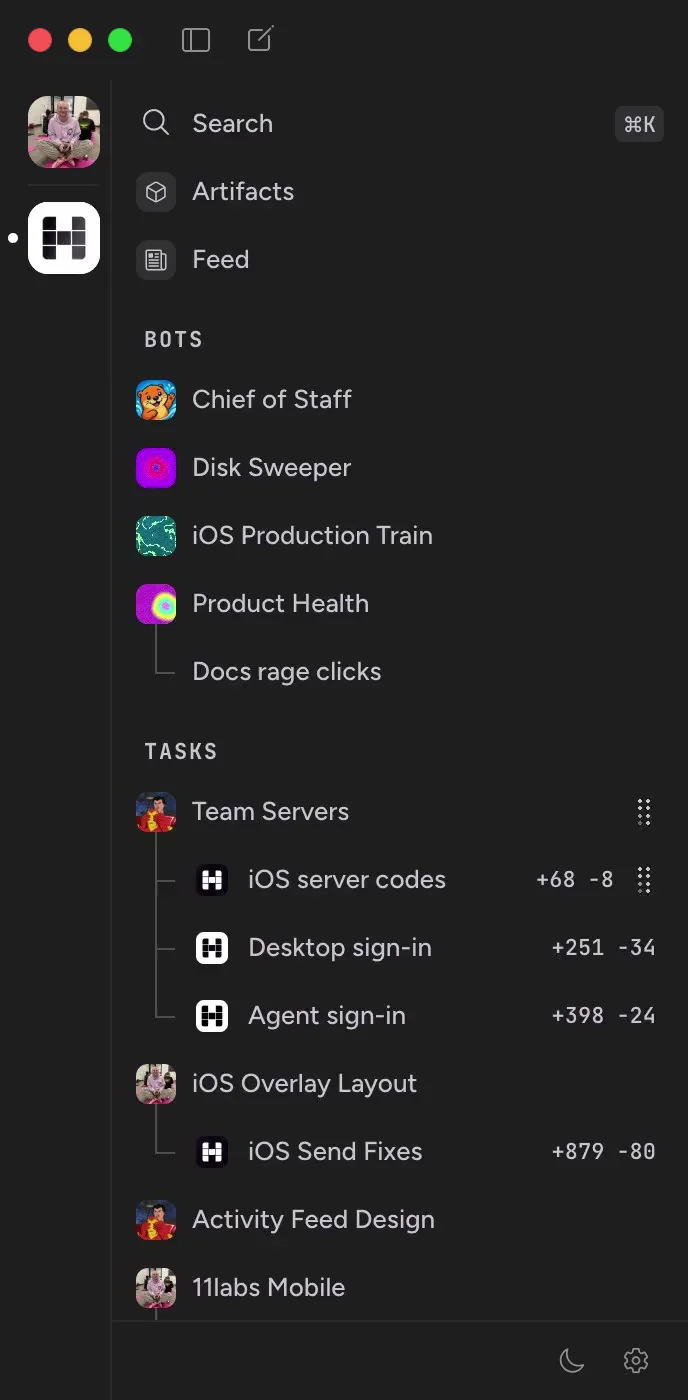 Search ⌘K
Artifacts
Feed
BOTS
Chief of Staff
Disk Sweeper
iOS Production Train
Product Health
Docs rage clicks
TASKS
Team Servers
iOS server codes +68 -8
Desktop sign-in +251 -34
Agent sign-in +398 -24
iOS Overlay Layout
iOS Send Fixes +879 -80
Activity Feed Design
11labs Mobile